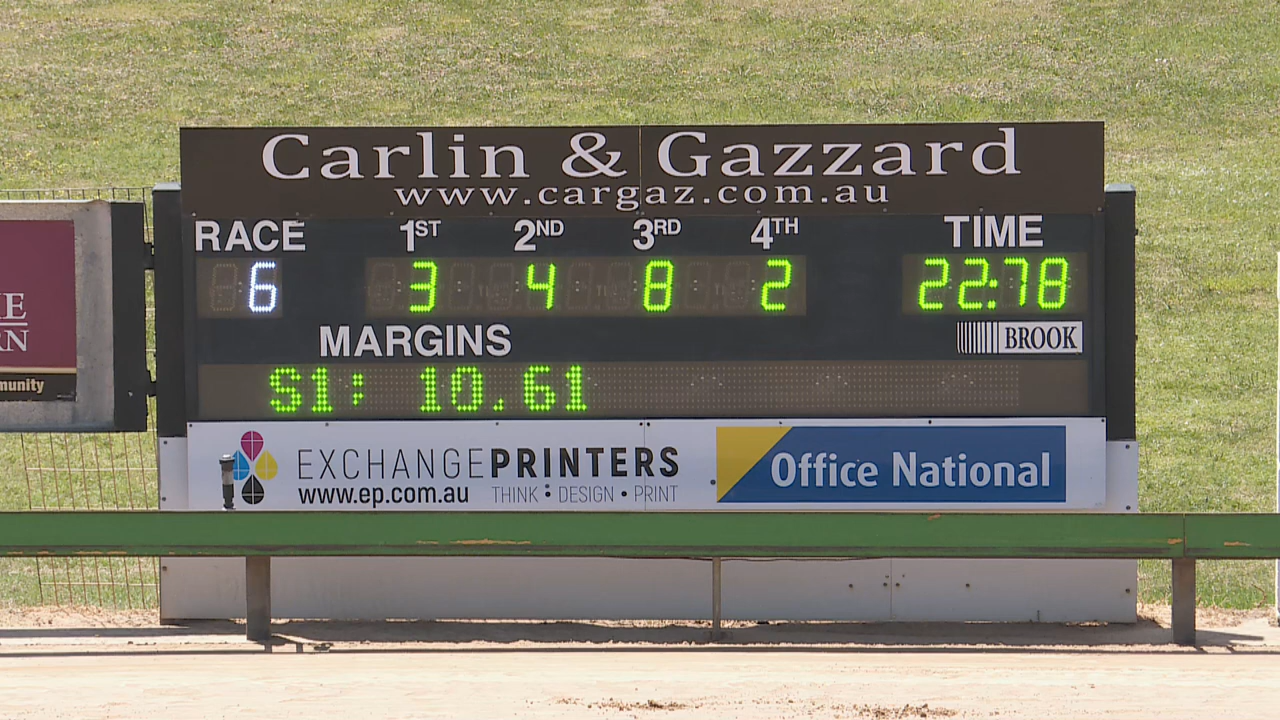 Carlin & Gazzard
www.cargaz.com.au
RACE 1ST 2ND 3RD 4TH TIME
6 3 4 8 2 22:78
MARGINS
BROOK
S1: 10.61
munity
EXCHANGEPRINTERS
www.ep.com.au THINK : DESIGN • PRINT
Office National